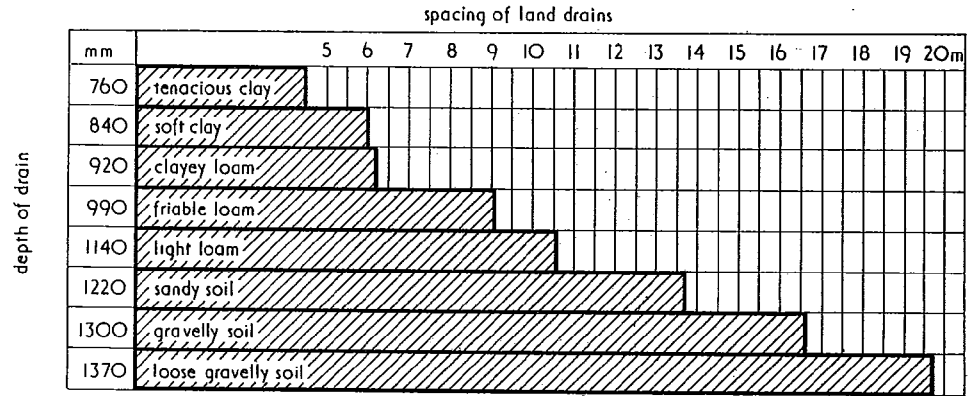 spacing of land drains
mm 5 6 7 8 9 10 11 12 13 14 15 16 17 18 19 20m
depth of drain
760 tenacious clay
840 soft clay
920 clayey loam
990 friable loam
1140 light loam
1220 sandy soil
1300 gravelly soil
1370 loose gravelly soil